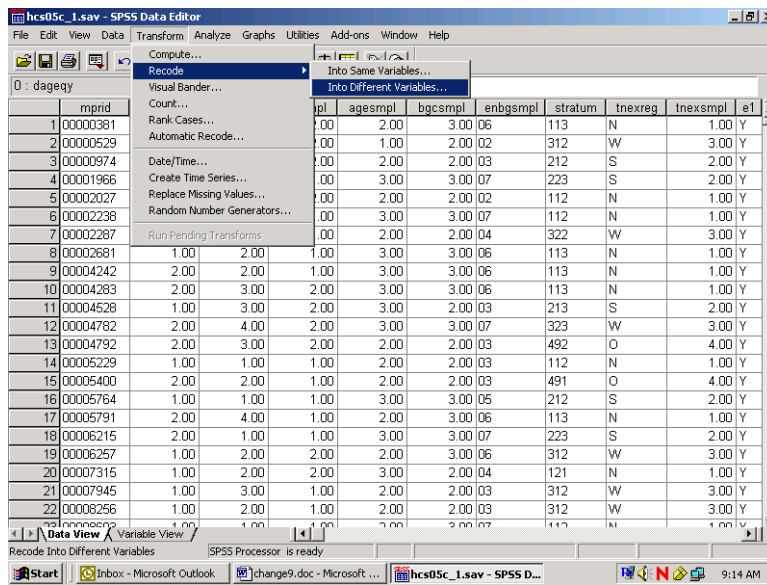 hcs05c_1.sav - SPSS Data Editor
File Edit View Data Transform Analyze Graphs Utilities Add-ons Window Help
Compute...
Recode
Visual Bander...
Count...
Rank Cases...
Automatic Recode...
Date/Time...
Create Time Series...
Replace Missing Values...
Random Number Generators...
Run Pending Transforms
Into Same Variables...
Into Different Variables...
0 : dageqy
mprid agesmpl bgcsmpl enbgsmpl stratum tnexreg tnexsmpl e1
1 00000381 .00 2.00 3.00 06 113 N 1.00 Y
2 00000529 .00 1.00 2.00 02 312 W 3.00 Y
3 00000974 .00 2.00 2.00 03 212 S 2.00 Y
4 00001966 .00 3.00 3.00 07 223 S 2.00 Y
5 00002027 .00 2.00 2.00 02 112 N 1.00 Y
6 00002238 .00 3.00 3.00 07 112 N 1.00 Y
7 00002287 .00 2.00 2.00 04 322 W 3.00 Y
8 00002681 1.00 2.00 1.00 3.00 3.00 06 113 N 1.00 Y
9 00004242 2.00 2.00 1.00 3.00 3.00 06 113 N 1.00 Y
10 00004283 2.00 3.00 2.00 3.00 3.00 06 113 N 1.00 Y
11 00004528 1.00 3.00 2.00 3.00 2.00 03 213 S 2.00 Y
12 00004782 2.00 4.00 2.00 3.00 3.00 07 323 W 3.00 Y
13 00004792 2.00 3.00 2.00 2.00 2.00 03 492 O 4.00 Y
14 00005229 1.00 1.00 1.00 2.00 2.00 03 112 N 1.00 Y
15 00005400 2.00 2.00 1.00 2.00 2.00 03 491 O 4.00 Y
16 00005764 1.00 1.00 1.00 3.00 3.00 05 212 S 2.00 Y
17 00005791 2.00 4.00 1.00 2.00 3.00 06 113 N 1.00 Y
18 00006215 2.00 1.00 1.00 3.00 3.00 07 223 S 2.00 Y
19 00006257 1.00 2.00 2.00 2.00 3.00 06 312 W 3.00 Y
20 00007315 1.00 2.00 2.00 3.00 2.00 04 121 N 1.00 Y
21 00007945 1.00 3.00 1.00 2.00 2.00 03 312 W 3.00 Y
22 00008256 1.00 2.00 1.00 2.00 2.00 03 312 W 3.00 Y
Data View Variable View
Recode Into Different Variables SPSS Processor is ready
Start Inbox - Microsoft Outlook change9.doc - Microsoft ... hcs05c_1.sav - SPSS D... 9:14 AM